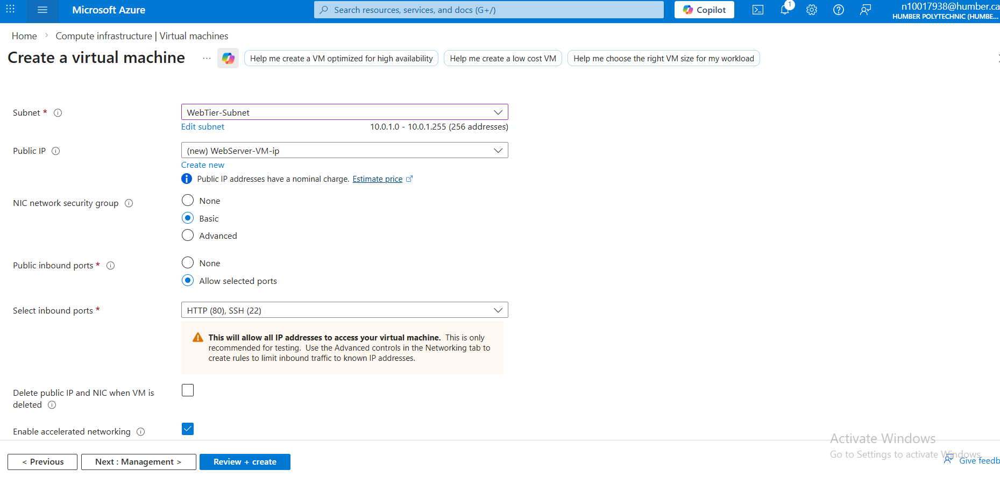 Microsoft Azure
Search resources, services, and docs (G+/)
Copilot
1
n10017938@humber.ca
HUMBER POLYTECHNIC (HUMBE...
Home > Compute infrastructure | Virtual machines
Create a virtual machine ...
Help me create a VM optimized for high availability
Help me create a low cost VM
Help me choose the right VM size for my workload
Subnet *
WebTier-Subnet
Edit subnet
10.0.1.0 - 10.0.1.255 (256 addresses)
Public IP
(new) WebServer-VM-ip
Create new
Public IP addresses have a nominal charge. Estimate price
NIC network security group
None
Basic
Advanced
Public inbound ports *
None
Allow selected ports
Select inbound ports *
HTTP (80), SSH (22)
This will allow all IP addresses to access your virtual machine. This is only
recommended for testing. Use the Advanced controls in the Networking tab to
create rules to limit inbound traffic to known IP addresses.
Delete public IP and NIC when VM is
deleted
Enable accelerated networking
Activate Windows
Go to Settings to activate Windows.
< Previous
Next : Management >
Review + create
Give feedb